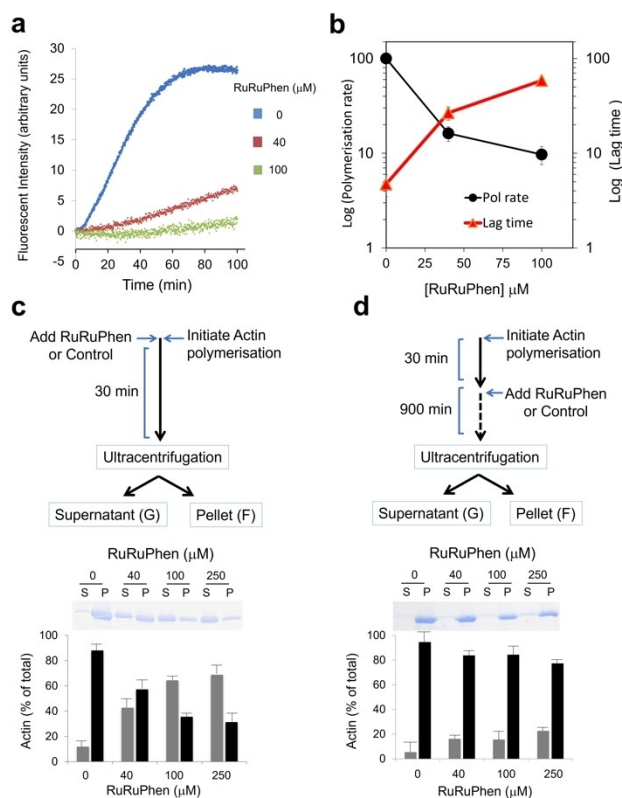 a
Fluorescent Intensity (arbitrary units)
30
25
20
15
10
5
0
-5
0 20 40 60 80 100
Time (min)
RuRuPhen (μM)
0
40
100
b
Log (Polymerisation rate)
100
10
1
Pol rate
Lag time
100
10
1
Log (Lag time)
0 50 100
[RuRuPhen] μM
c
Add RuRuPhen
or Control
Initiate Actin
polymerisation
30 min
Ultracentrifugation
Supernatant (G) Pellet (F)
RuRuPhen (μM)
0 40 100 250
S P S P S P S P
Actin (% of total)
100
80
60
40
20
0
0 40 100 250
RuRuPhen (μM)
d
30 min
Initiate Actin
polymerisation
900 min
Add RuRuPhen
or Control
Ultracentrifugation
Supernatant (G) Pellet (F)
RuRuPhen (μM)
0 40 100 250
S P S P S P S P
Actin (% of total)
100
80
60
40
20
0
0 40 100 250
RuRuPhen (μM)